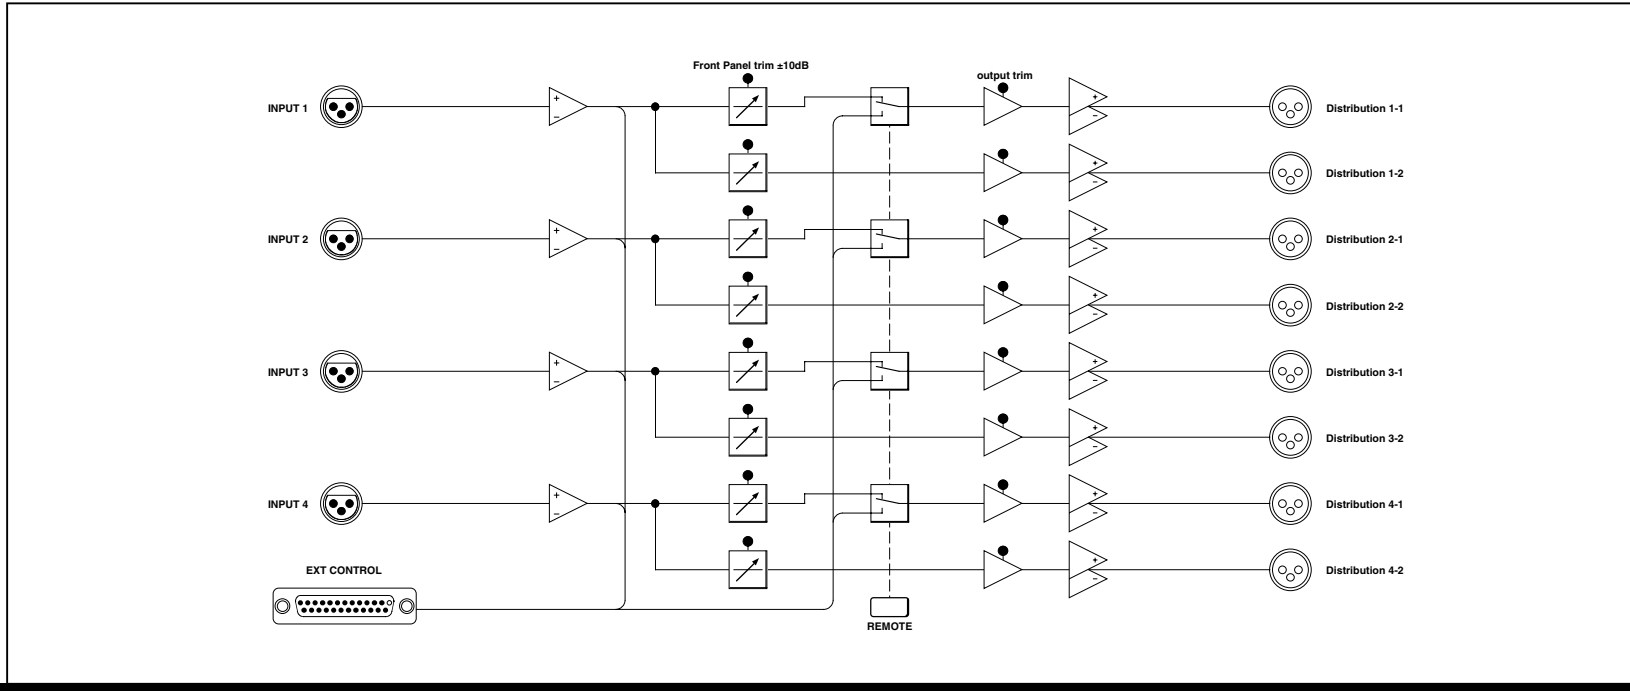 Front Panel trim ±10dB
output trim
INPUT 1
+
−
+
−
Distribution 1-1
+
−
Distribution 1-2
INPUT 2
+
−
+
−
Distribution 2-1
+
−
Distribution 2-2
INPUT 3
+
−
+
−
Distribution 3-1
+
−
Distribution 3-2
INPUT 4
+
−
+
−
Distribution 4-1
+
−
Distribution 4-2
EXT CONTROL
REMOTE